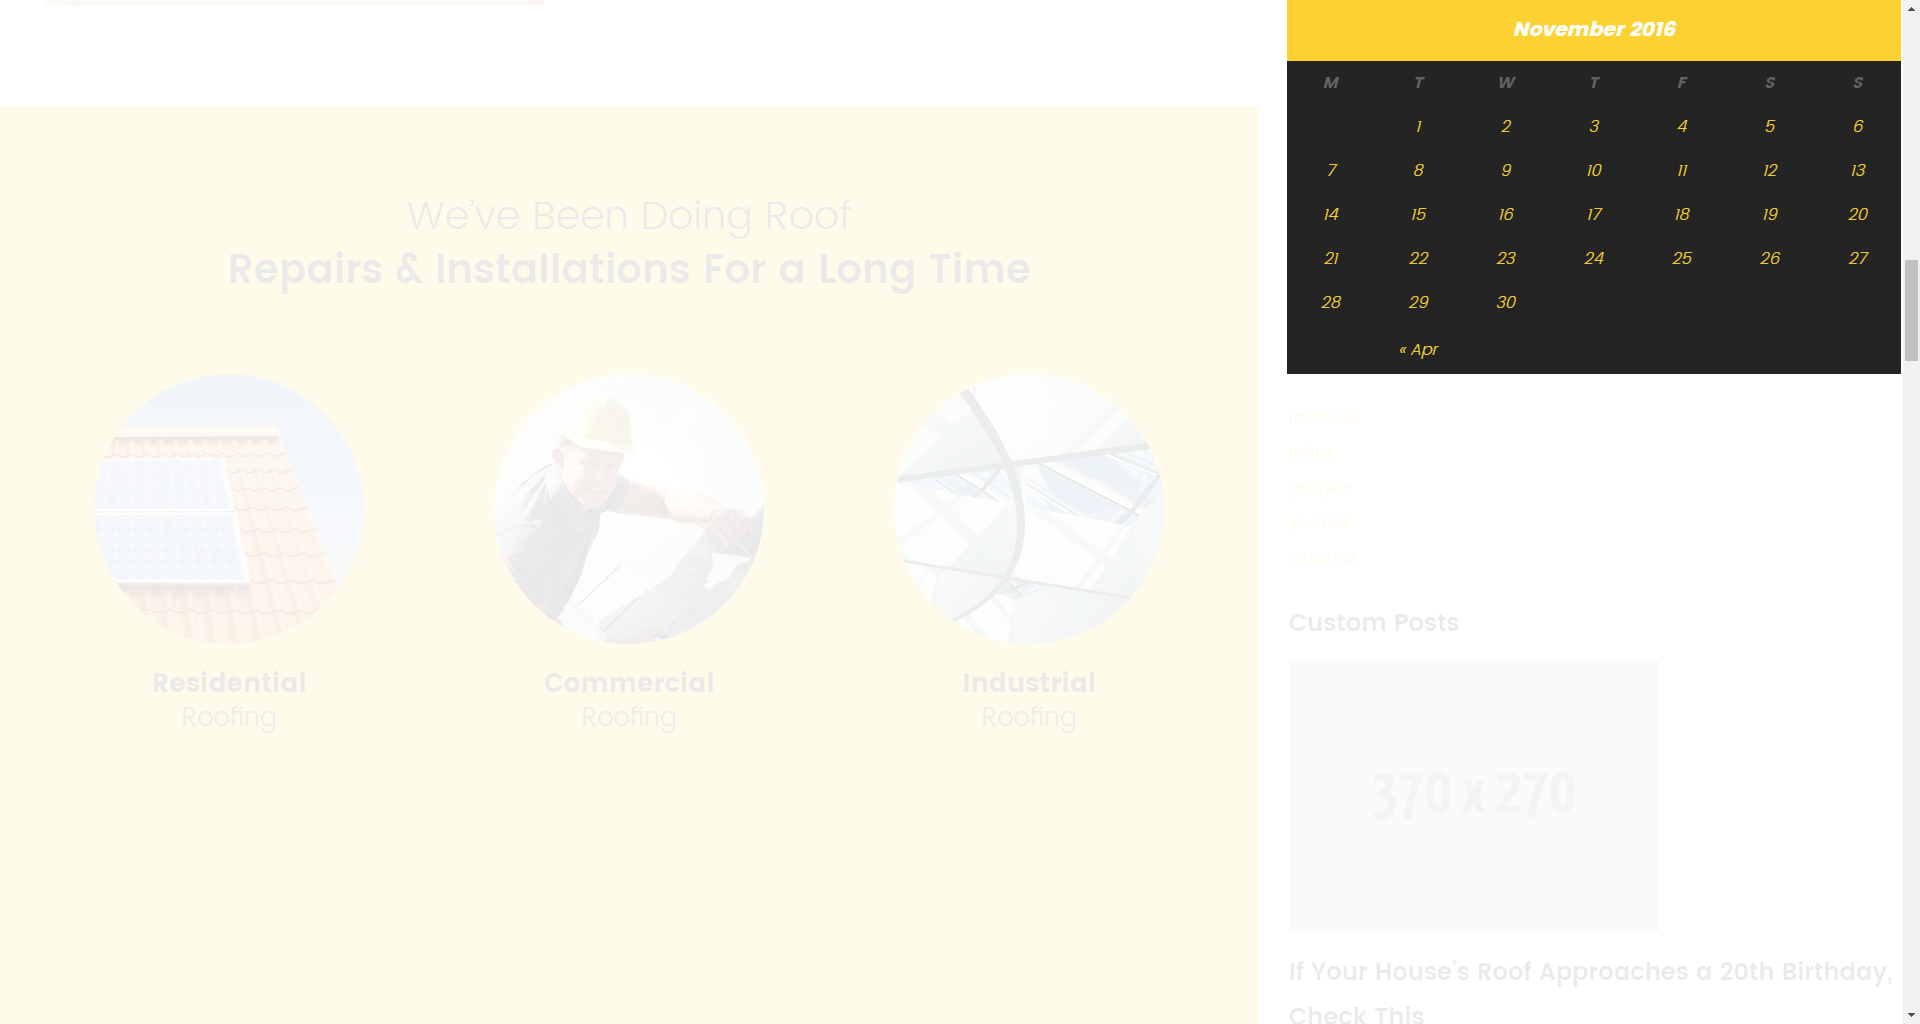 We've Been Doing Roof
Repairs & Installations For a Long Time
Residential
Roofing
Commercial
Roofing
Industrial
Roofing
November 2016
M T W T F S S
1 2 3 4 5 6
7 8 9 10 11 12 13
14 15 16 17 18 19 20
21 22 23 24 25 26 27
28 29 30
« Apr
facebook
twitter
google+
youtube
pinterest
Custom Posts
370 x 270
If Your House's Roof Approaches a 20th Birthday,
Check This